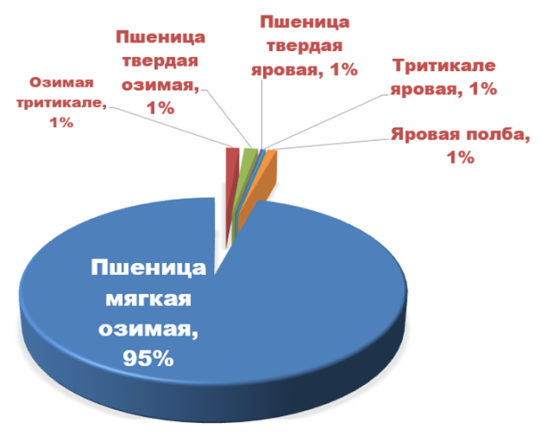 Озимая
тритикале,
1%
Пшеница
твердая
озимая,
1%
Пшеница
твердая
яровая, 1%
Тритикале
яровая, 1%
Яровая полба,
1%
Пшеница
мягкая
озимая,
95%